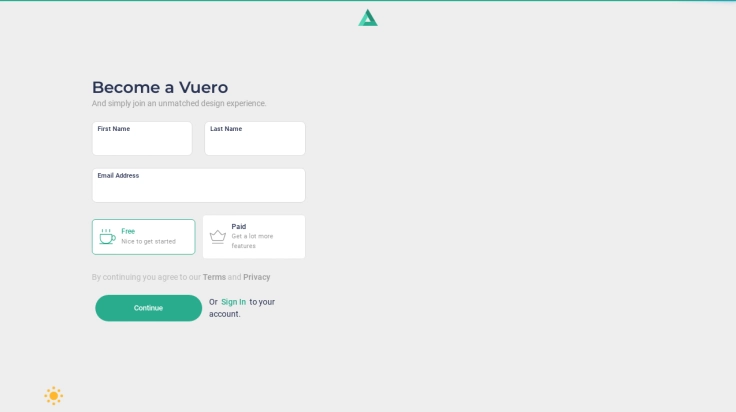 Become a Vuero
And simply join an unmatched design experience.
First Name
Last Name
Email Address
Free
Nice to get started
Paid
Get a lot more
features
By continuing you agree to our Terms and Privacy
Continue
Or Sign In to your
account.